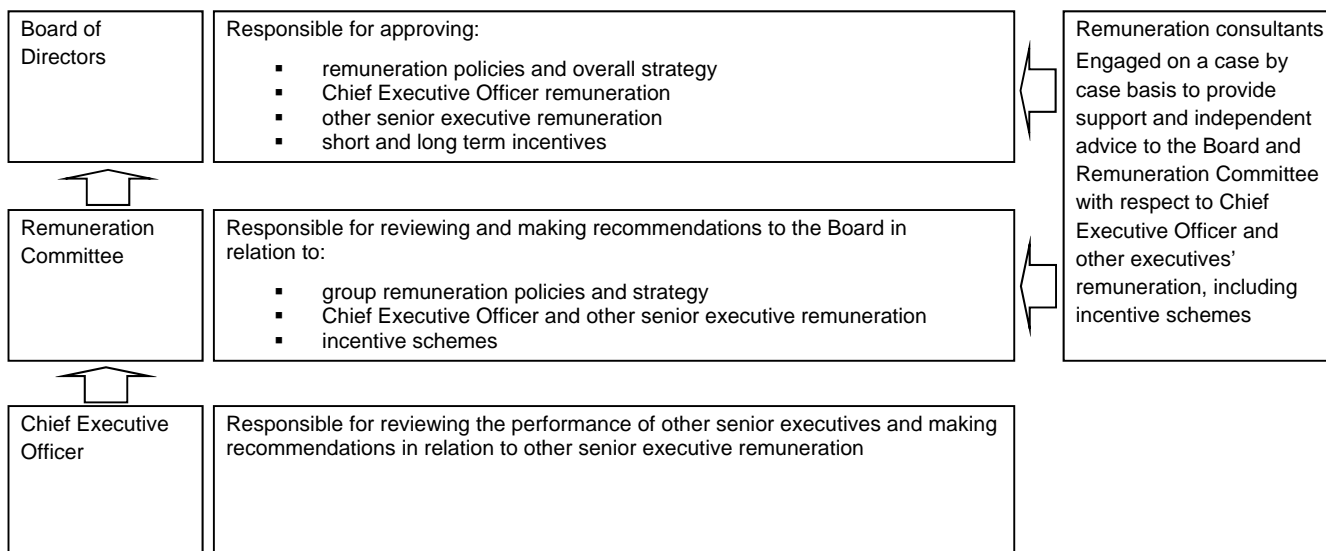 Board of
Directors
Responsible for approving:
▪ remuneration policies and overall strategy
▪ Chief Executive Officer remuneration
▪ other senior executive remuneration
▪ short and long term incentives
Remuneration
Committee
Responsible for reviewing and making recommendations to the Board in
relation to:
▪ group remuneration policies and strategy
▪ Chief Executive Officer and other senior executive remuneration
▪ incentive schemes
Chief Executive
Officer
Responsible for reviewing the performance of other senior executives and making
recommendations in relation to other senior executive remuneration
Remuneration consultants
Engaged on a case by
case basis to provide
support and independent
advice to the Board and
Remuneration Committee
with respect to Chief
Executive Officer and
other executives’
remuneration, including
incentive schemes